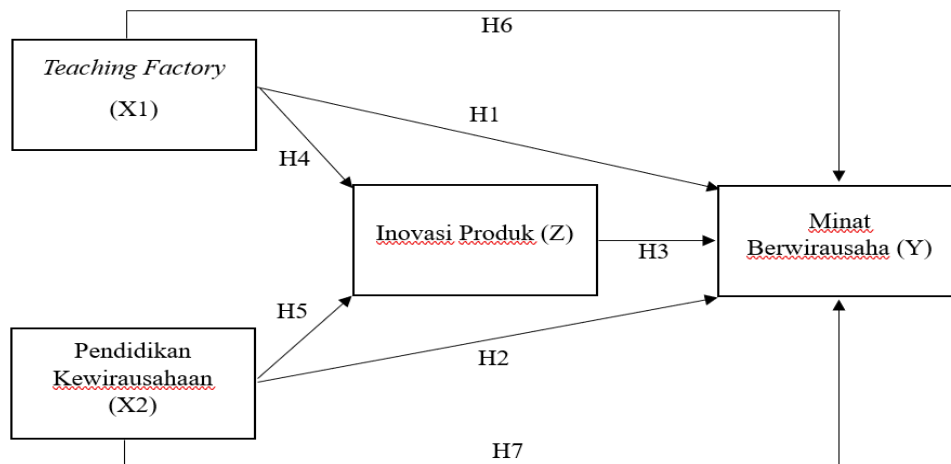 H6
Teaching Factory
(X1)
H1
H4
Inovasi Produk (Z)
Minat
Berwirausaha (Y)
H3
H5
Pendidikan
Kewirausahaan
(X2)
H2
H7